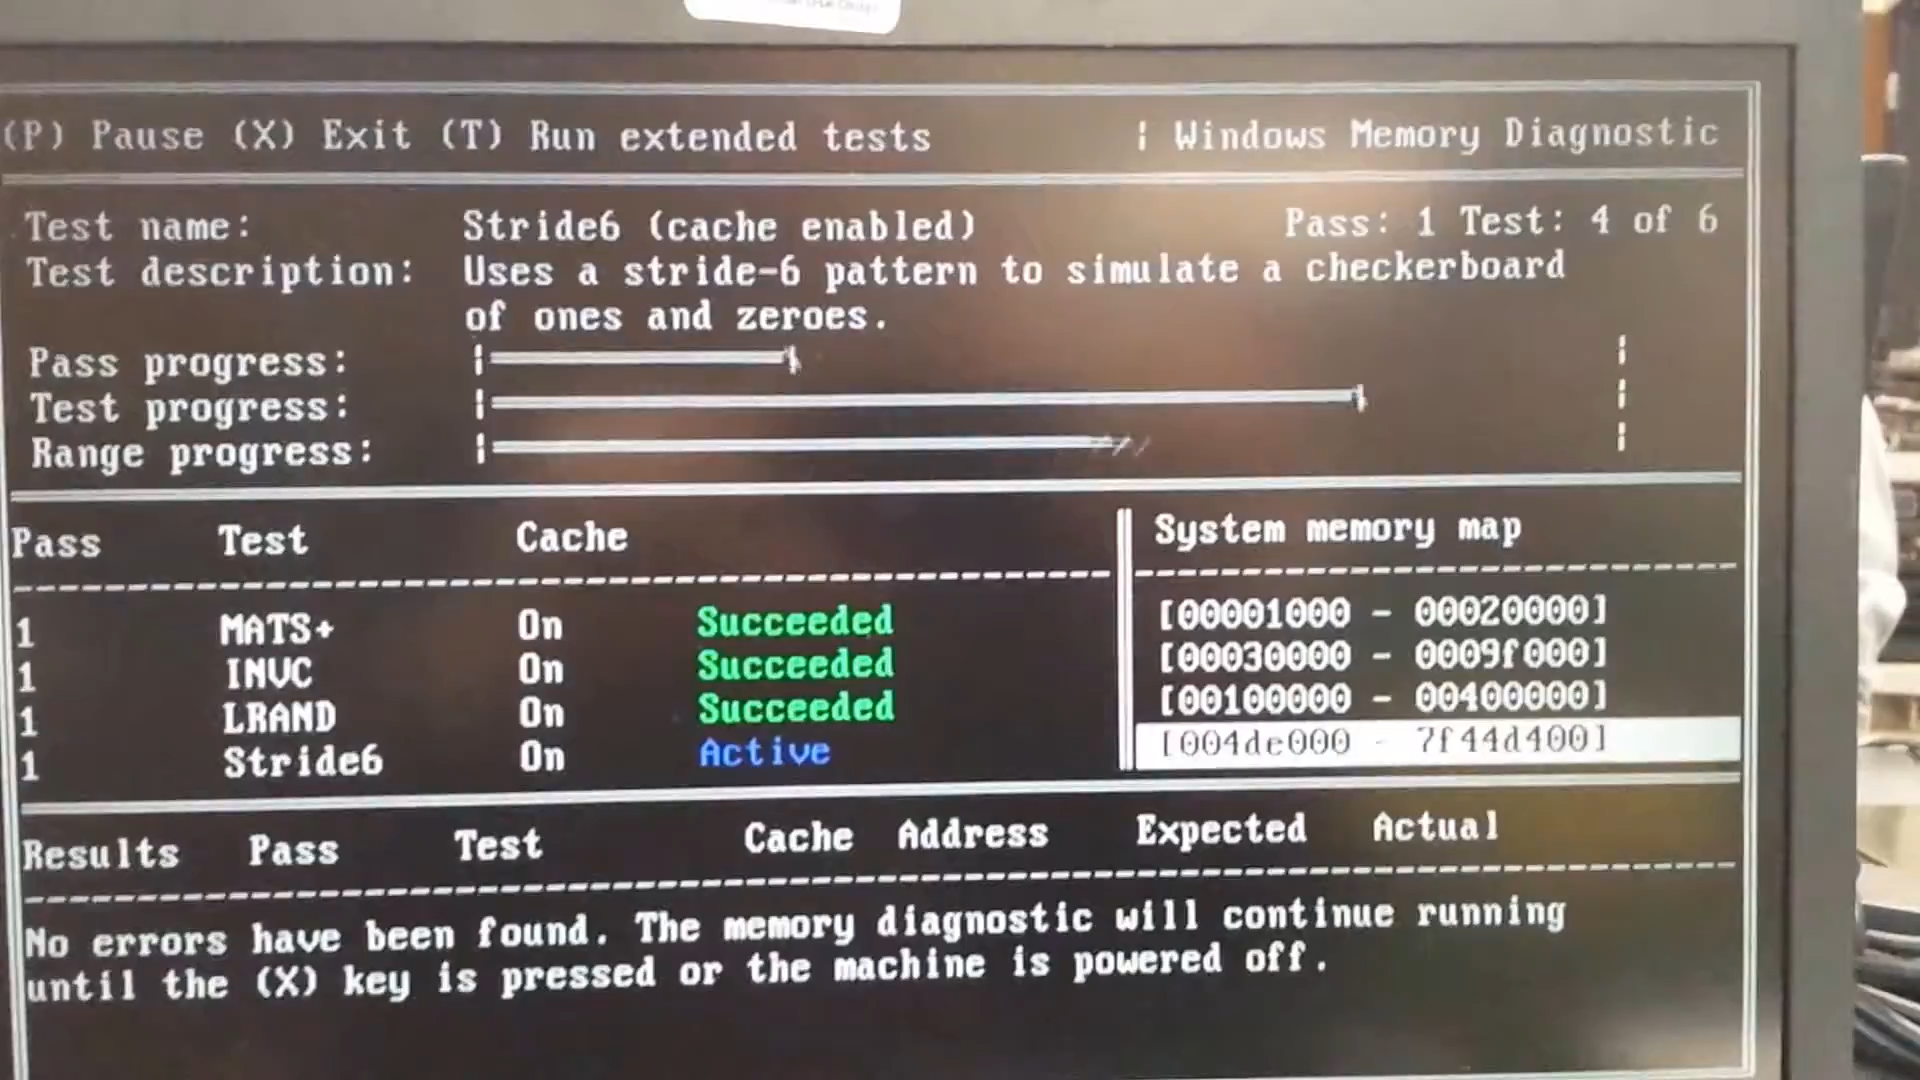 (P) Pause (X) Exit (T) Run extended tests | Windows Memory Diagnostic
Test name: Stride6 (cache enabled) Pass: 1 Test: 4 of 6
Test description: Uses a stride-6 pattern to simulate a checkerboard
of ones and zeroes.
Pass progress:
Test progress:
Range progress:
Pass Test Cache System memory map
1 MATS+ On Succeeded [00001000 - 00020000]
1 INVC On Succeeded [00030000 - 0009f000]
1 LRAND On Succeeded [00100000 - 00400000]
1 Stride6 On Active [004de000 - 7f44d400]
Results Pass Test Cache Address Expected Actual
No errors have been found. The memory diagnostic will continue running
until the (X) key is pressed or the machine is powered off.